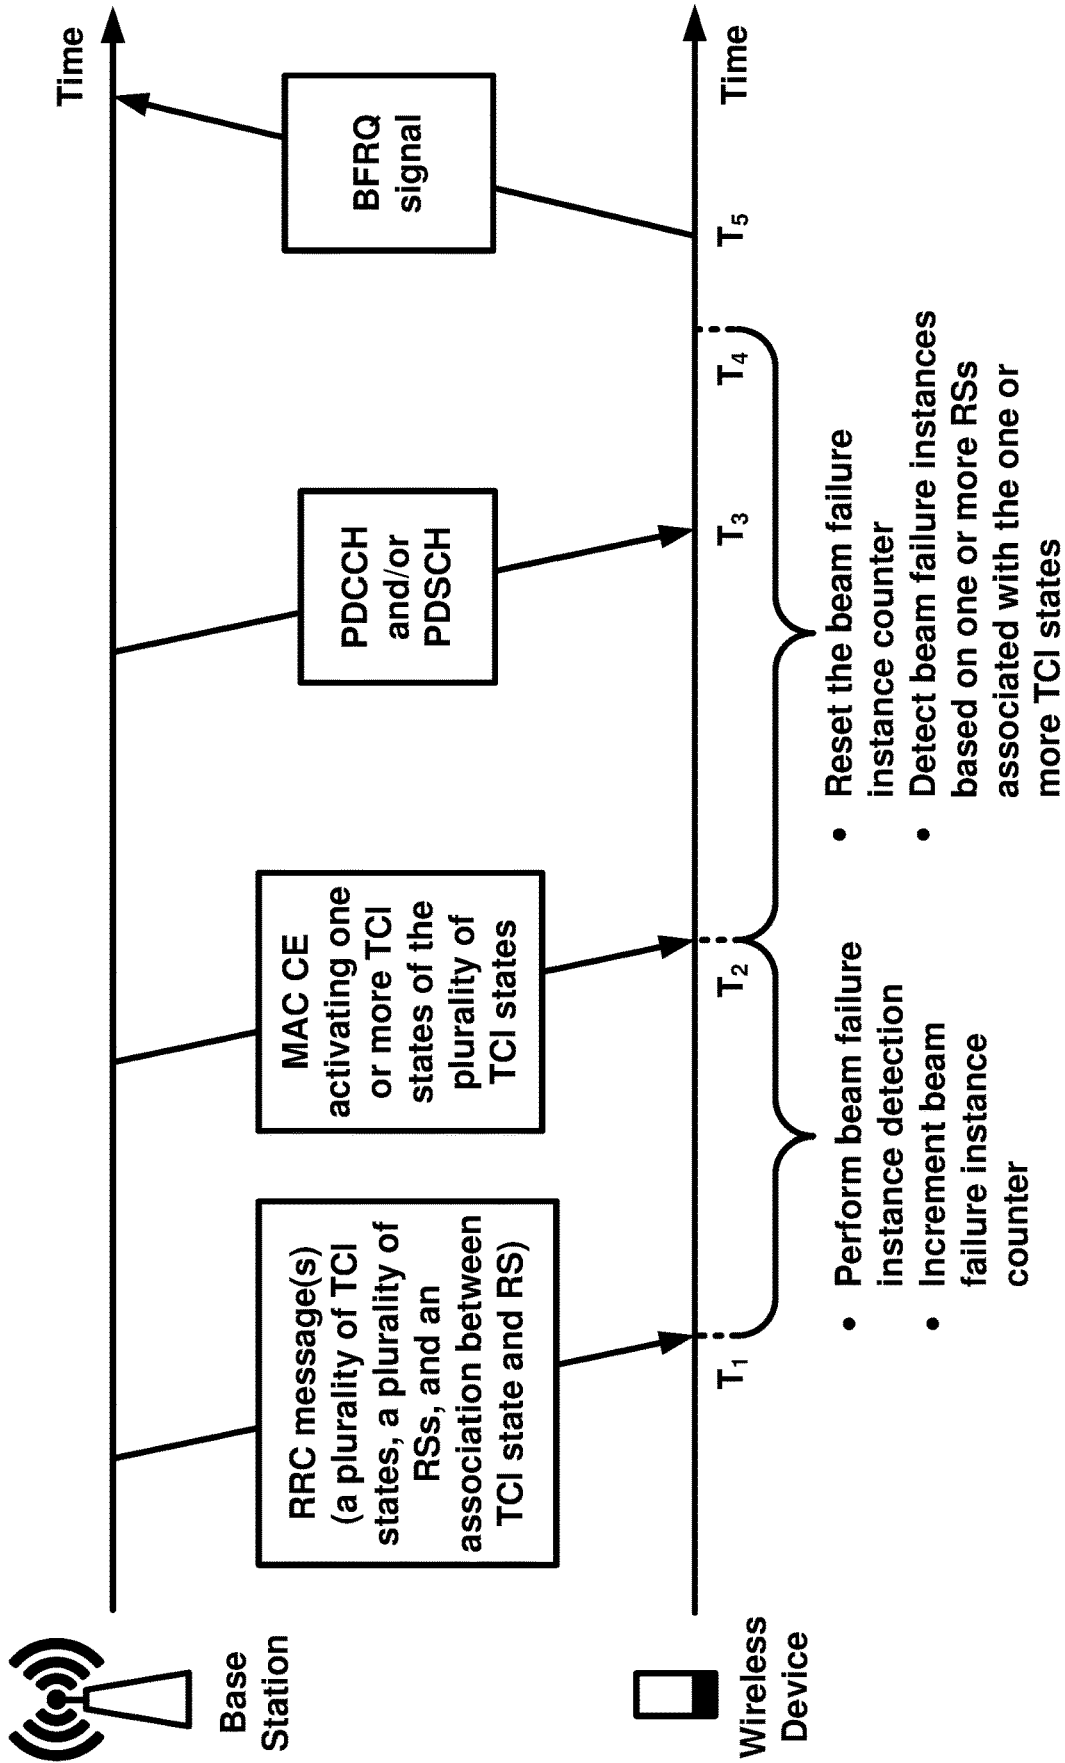 Base
Station
Time
RRC message(s)
(a plurality of TCI
states, a plurality of
RSs, and an
association between
TCI state and RS)
MAC CE
activating one
or more TCI
states of the
plurality of
TCI states
PDCCH
and/or
PDSCH
BFRQ
signal
Wireless
Device
T1
T2
T3
T4
T5
Time
• Perform beam failure
instance detection
• Increment beam
failure instance
counter
• Reset the beam failure
instance counter
• Detect beam failure instances
based on one or more RSs
associated with the one or
more TCI states